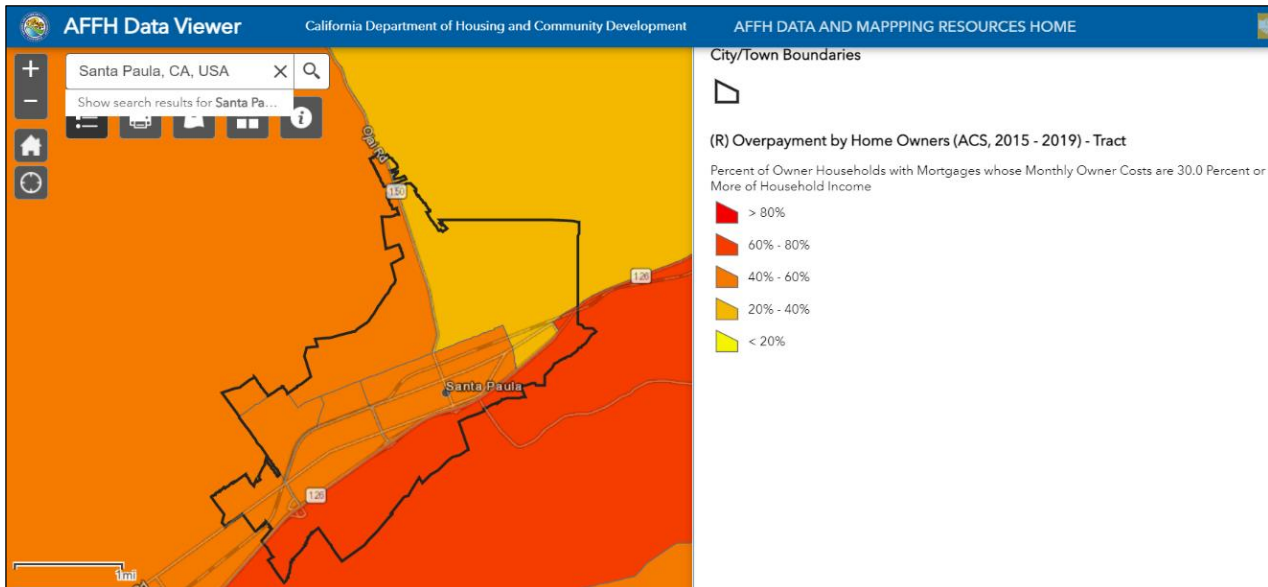 AFFH Data Viewer
California Department of Housing and Community Development
AFFH DATA AND MAPPPING RESOURCES HOME
+
Santa Paula, CA, USA
−
Show search results for Santa Pa...
Ojai Rd
150
126
Santa Paula
126
1mi
City/Town Boundaries
(R) Overpayment by Home Owners (ACS, 2015 - 2019) - Tract
Percent of Owner Households with Mortgages whose Monthly Owner Costs are 30.0 Percent or
More of Household Income
> 80%
60% - 80%
40% - 60%
20% - 40%
< 20%